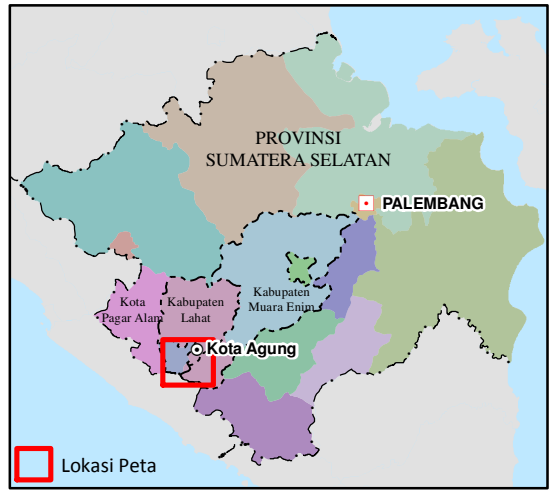 PROVINSI
SUMATERA SELATAN
PALEMBANG
Kota
Pagar Alam
Kabupaten
Lahat
Kabupaten
Muara Enim
Kota Agung
Lokasi Peta